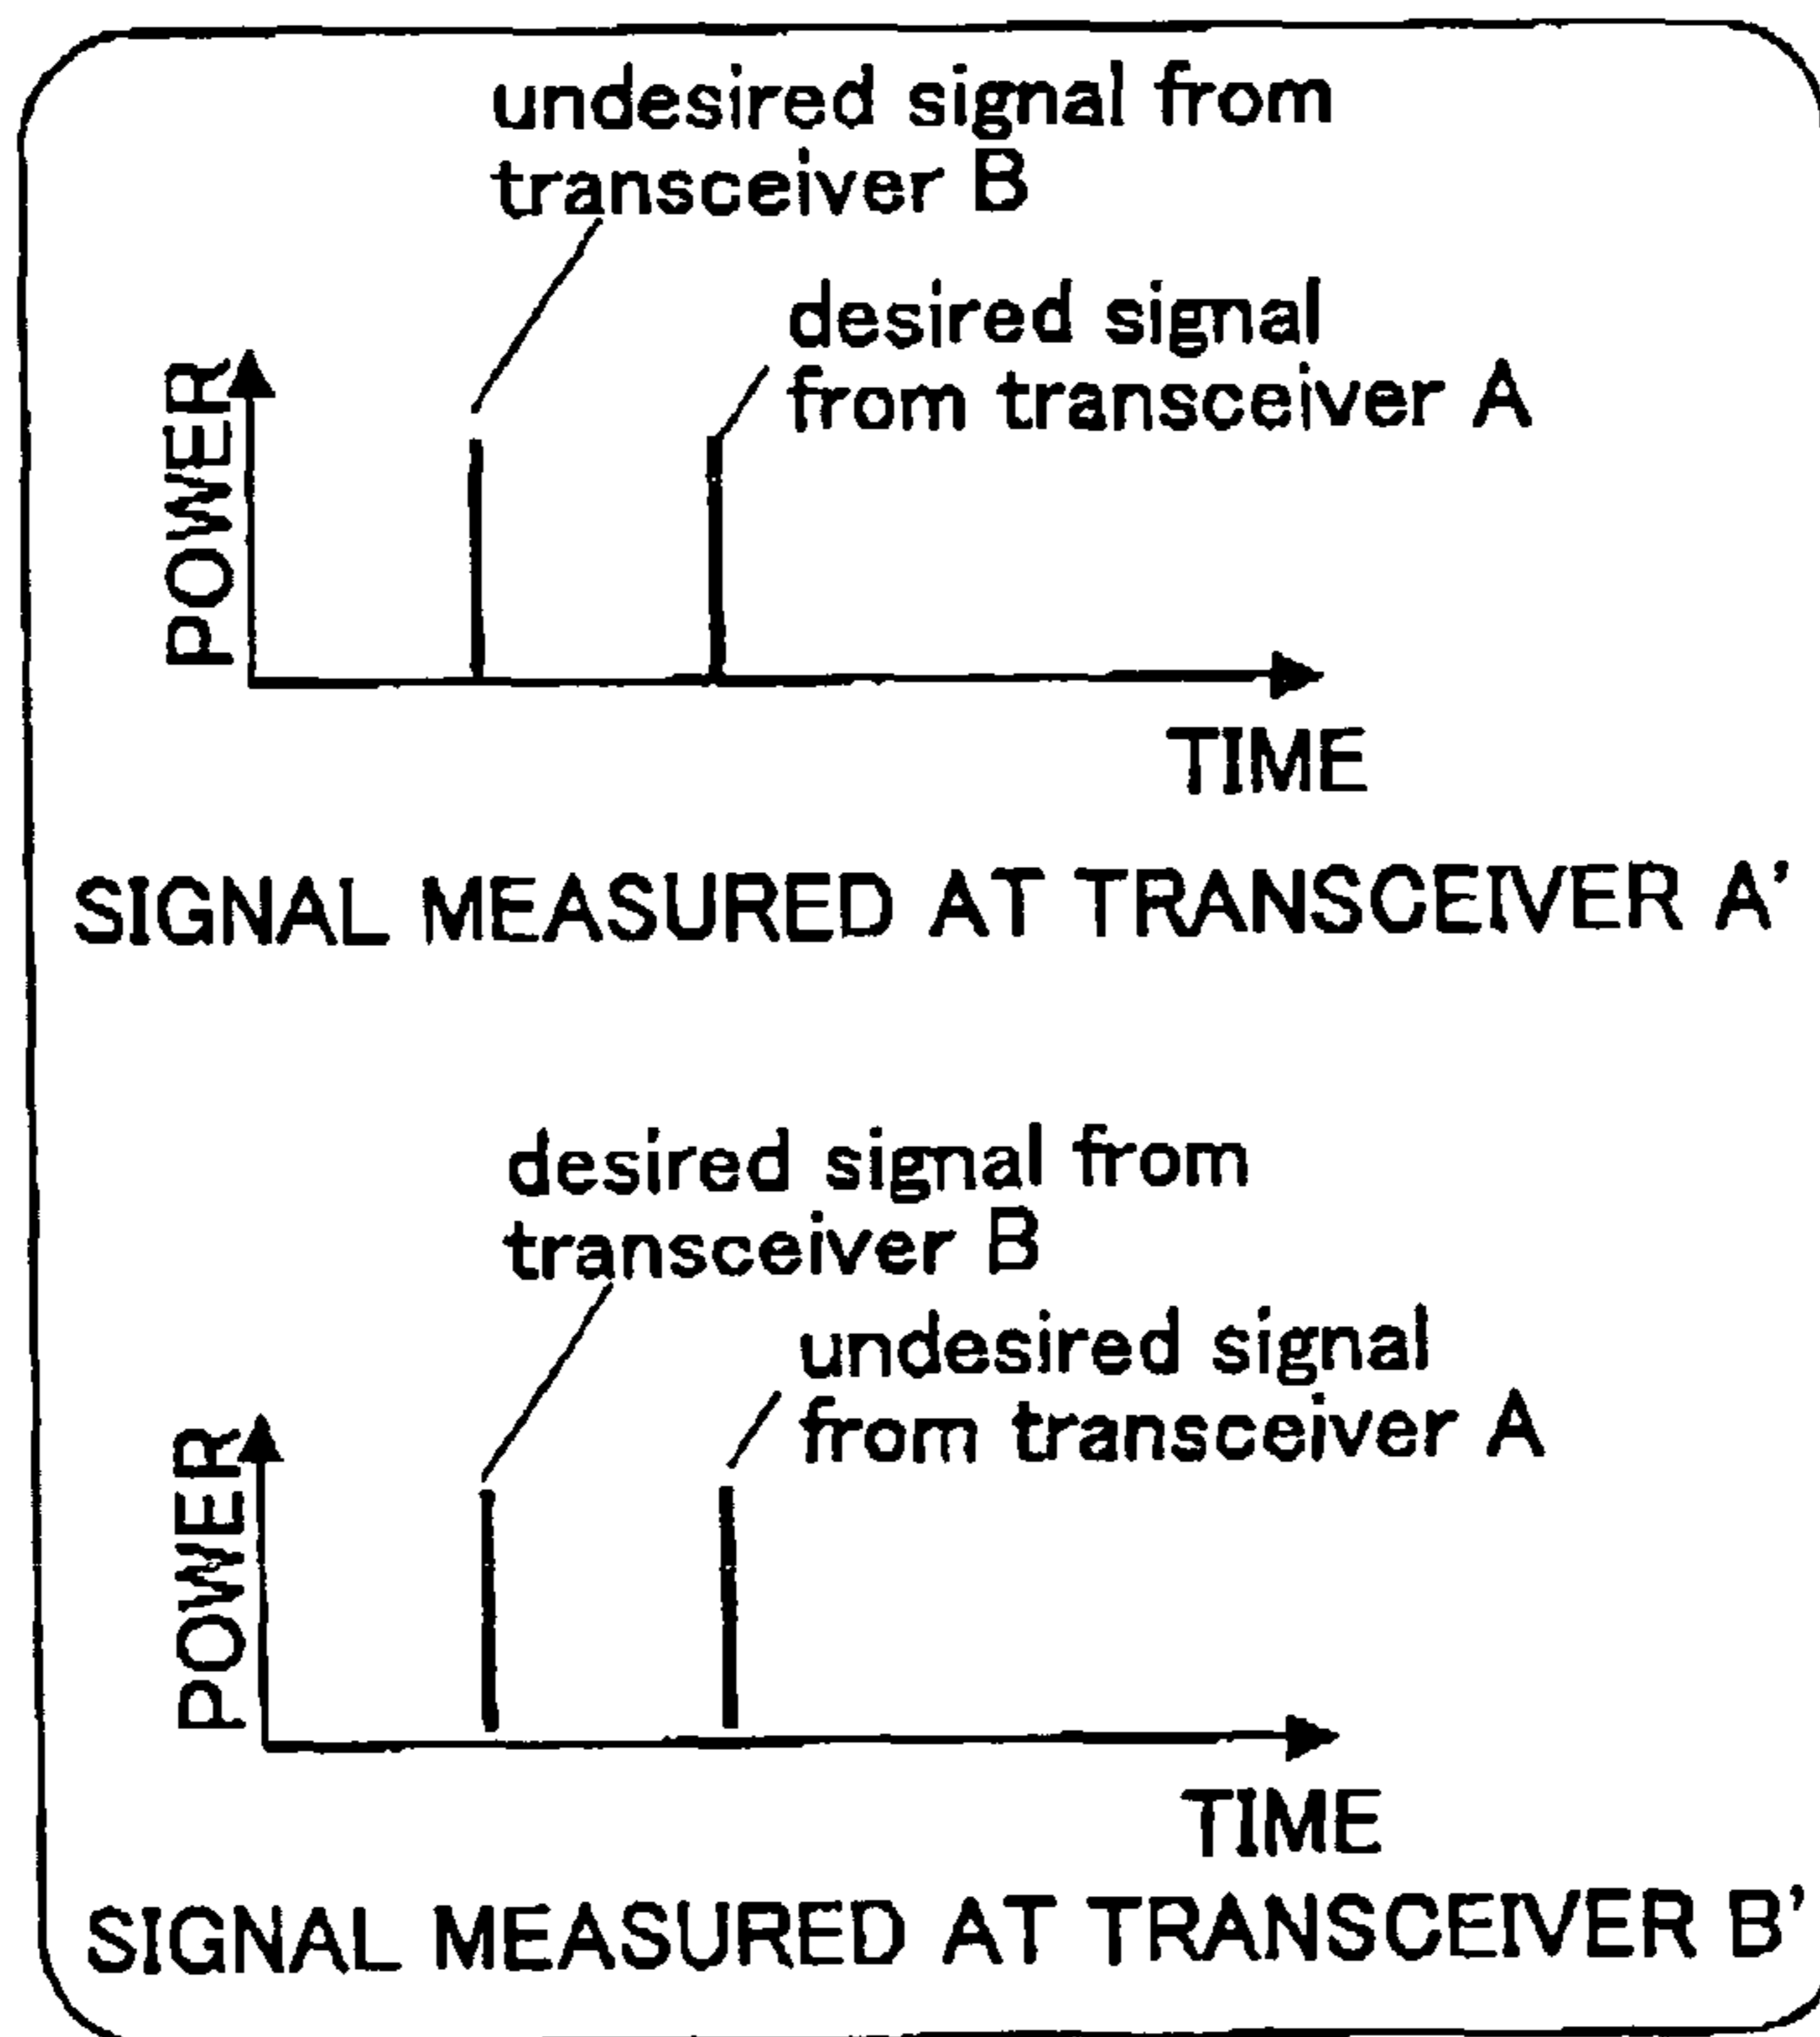 undesired signal from
transceiver B
desired signal
from transceiver A
POWER
TIME
SIGNAL MEASURED AT TRANSCEIVER A'
desired signal from
transceiver B
undesired signal
from transceiver A
POWER
TIME
SIGNAL MEASURED AT TRANSCEIVER B'